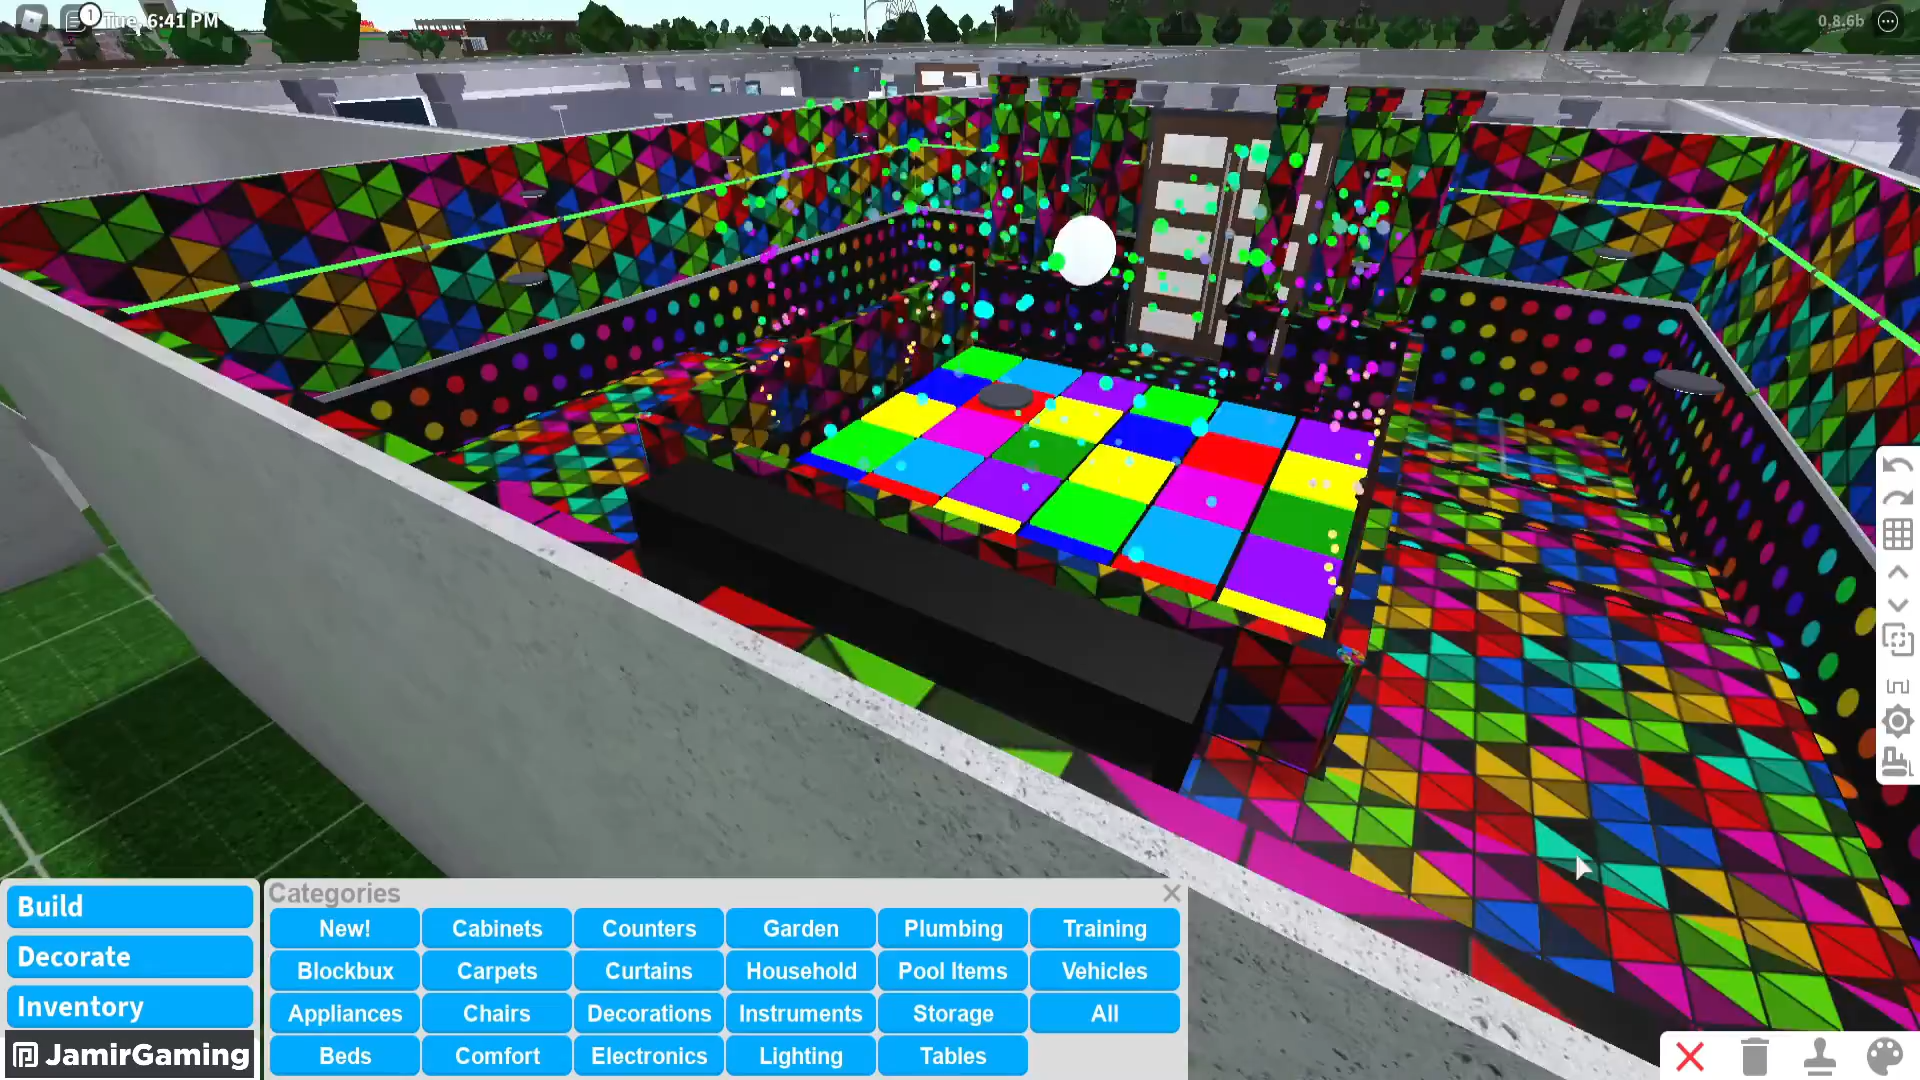 1
Tue, 6:41 PM
0.8.6b
Build
Decorate
Inventory
JamirGaming
Categories
New! Cabinets Counters Garden Plumbing Training
Blockbux Carpets Curtains Household Pool Items Vehicles
Appliances Chairs Decorations Instruments Storage All
Beds Comfort Electronics Lighting Tables